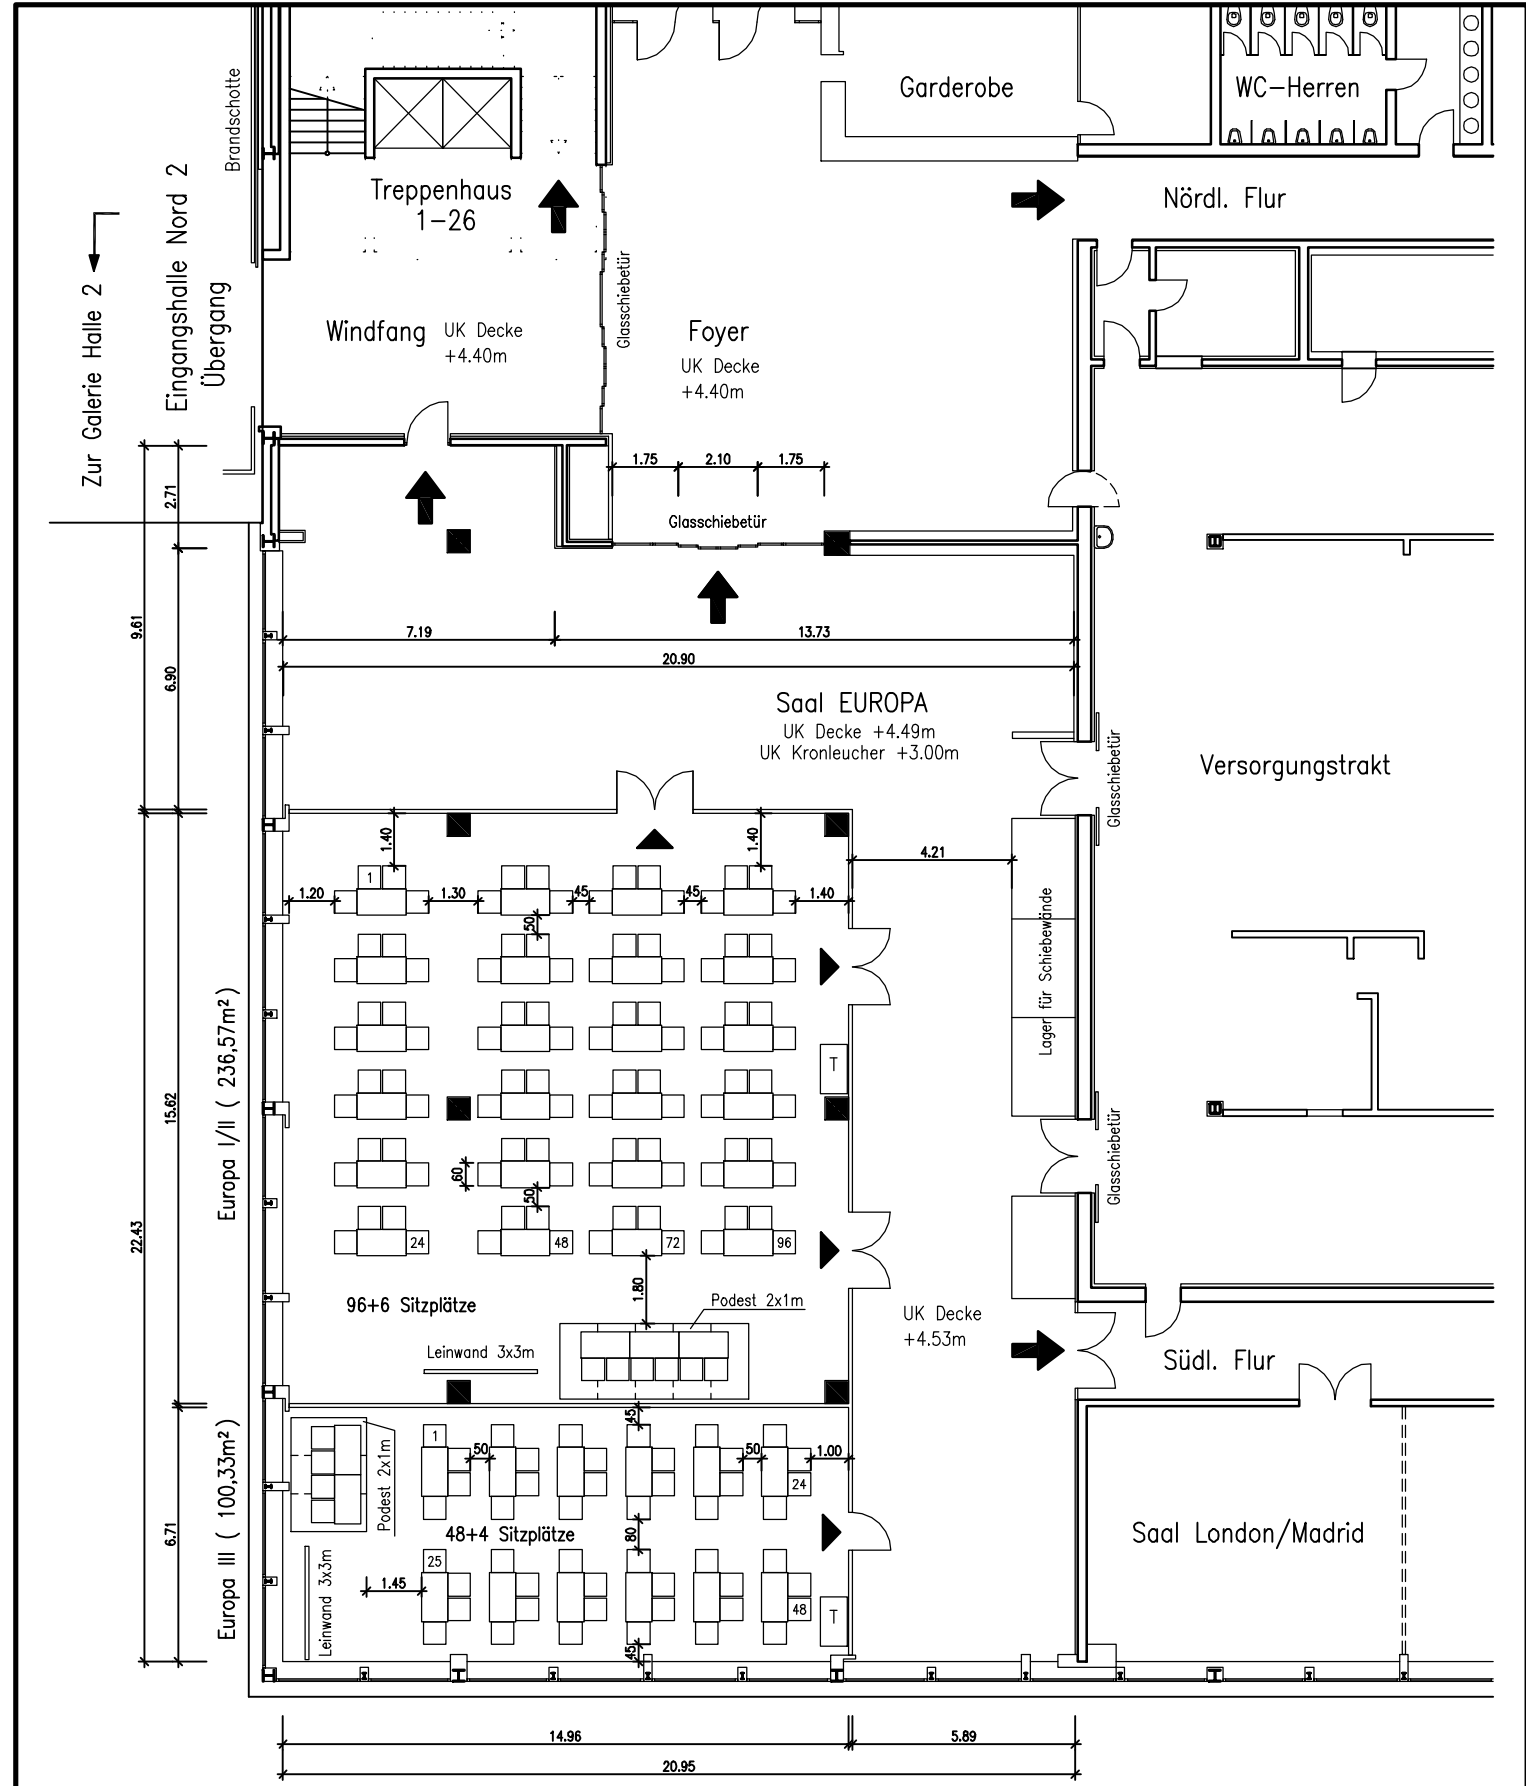 Garderobe
WC-Herren
Brandschotte
Treppenhaus
1-26
Nördl. Flur
Zur Galerie Halle 2
Eingangshalle Nord 2
Übergang
Glasschiebetür
Windfang
UK Decke
+4.40m
Foyer
UK Decke
+4.40m
1.75
2.10
1.75
2.71
Glasschiebetür
9.61
6.90
7.19
13.73
20.90
Saal EUROPA
UK Decke +4.49m
UK Kronleucher +3.00m
Glasschiebetür
Versorgungstrakt
1.40
1.40
4.21
1
1.20
1.30
45
45
1.40
50
Lager für Schiebewände
T
Europa I/II ( 236,57m²)
15.62
22.43
60
50
Glasschiebetür
24
48
72
96
1.80
96+6 Sitzplätze
Podest 2x1m
Leinwand 3x3m
UK Decke
+4.53m
Südl. Flur
Europa III ( 100,33m²)
6.71
45
1
50
50
1.00
24
Podest 2x1m
48+4 Sitzplätze
80
Saal London/Madrid
Leinwand 3x3m
1.45
25
48
T
45
14.96
5.89
20.95